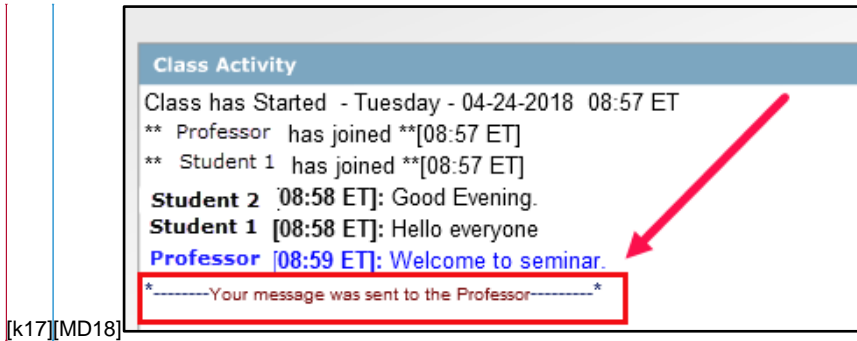 Class Activity
Class has Started - Tuesday - 04-24-2018 08:57 ET
** Professor has joined **[08:57 ET]
** Student 1 has joined **[08:57 ET]
Student 2 [08:58 ET]: Good Evening.
Student 1 [08:58 ET]: Hello everyone
Professor [08:59 ET]: Welcome to seminar.
*--------Your message was sent to the Professor---------*
[k17][MD18]